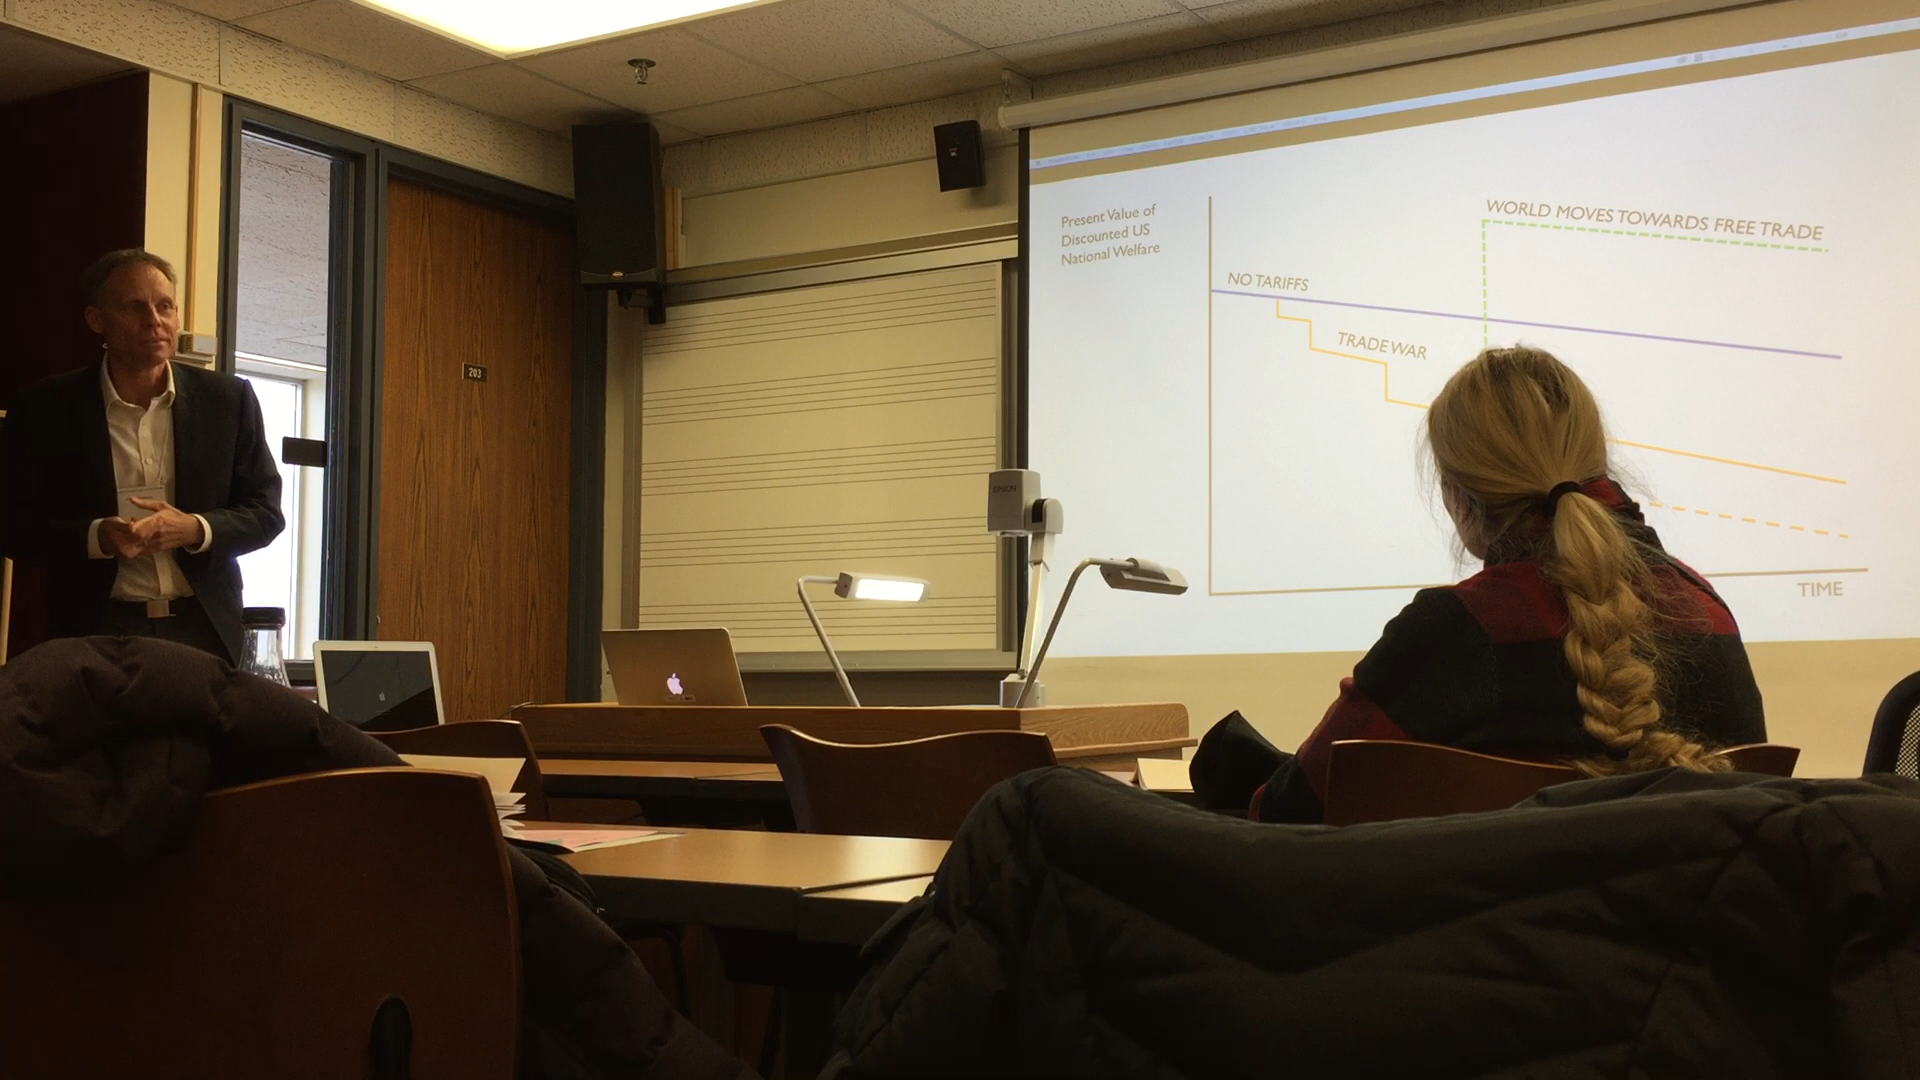 Present Value of
Discounted US
National Welfare
WORLD MOVES TOWARDS FREE TRADE
NO TARIFFS
TRADE WAR
TIME
203
EPSON